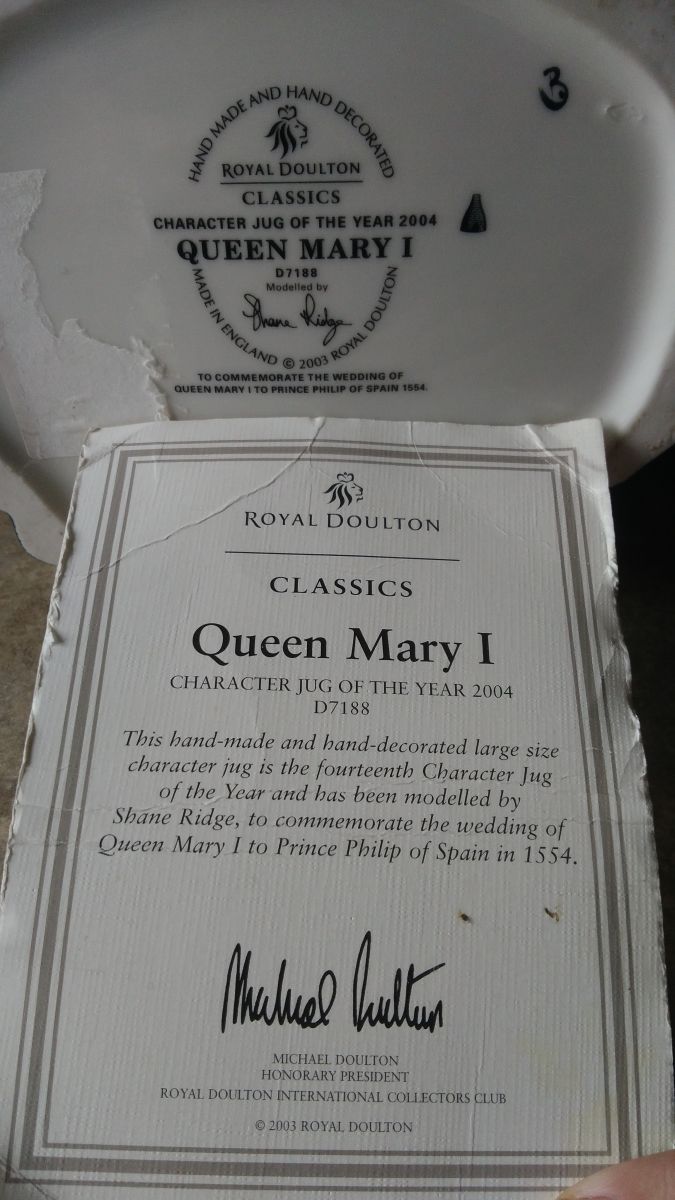 3
HAND MADE AND HAND DECORATED
ROYAL DOULTON
CLASSICS
CHARACTER JUG OF THE YEAR 2004
QUEEN MARY I
D7188
Modelled by
Shane Ridge
MADE IN ENGLAND © 2003 ROYAL DOULTON
TO COMMEMORATE THE WEDDING OF
QUEEN MARY I TO PRINCE PHILIP OF SPAIN 1554.
ROYAL DOULTON
CLASSICS
Queen Mary I
CHARACTER JUG OF THE YEAR 2004
D7188
This hand-made and hand-decorated large size
character jug is the fourteenth Character Jug
of the Year and has been modelled by
Shane Ridge, to commemorate the wedding of
Queen Mary I to Prince Philip of Spain in 1554.
Michael Doulton
MICHAEL DOULTON
HONORARY PRESIDENT
ROYAL DOULTON INTERNATIONAL COLLECTORS CLUB
© 2003 ROYAL DOULTON